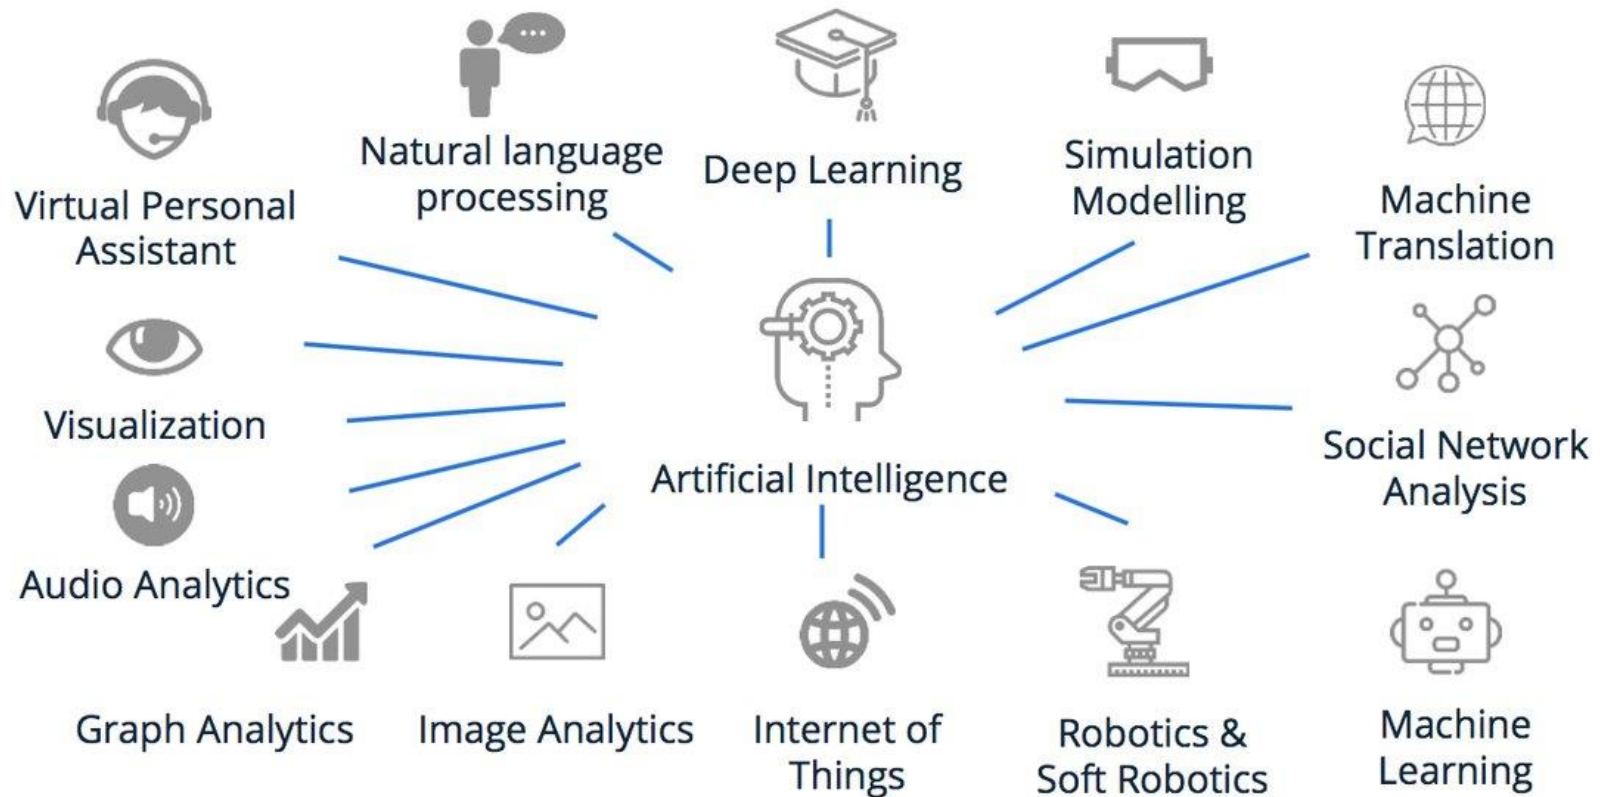 Natural language
processing
Deep Learning
Simulation
Modelling
Virtual Personal
Assistant
Machine
Translation
Visualization
Artificial Intelligence
Social Network
Analysis
Audio Analytics
Graph Analytics
Image Analytics
Internet of
Things
Robotics &
Soft Robotics
Machine
Learning